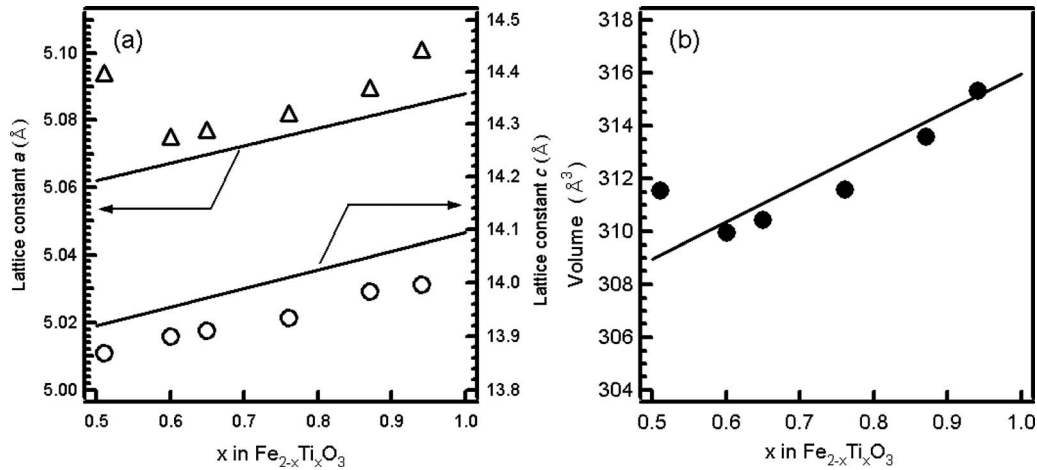 (a)
5.10
5.08
5.06
5.04
5.02
5.00
Lattice constant a (Å)
14.5
14.4
14.3
14.2
14.1
14.0
13.9
13.8
Lattice constant c (Å)
0.5 0.6 0.7 0.8 0.9 1.0
x in Fe2-xTixO3
(b)
318
316
314
312
310
308
306
304
Volume (Å3)
0.5 0.6 0.7 0.8 0.9 1.0
x in Fe2-xTixO3